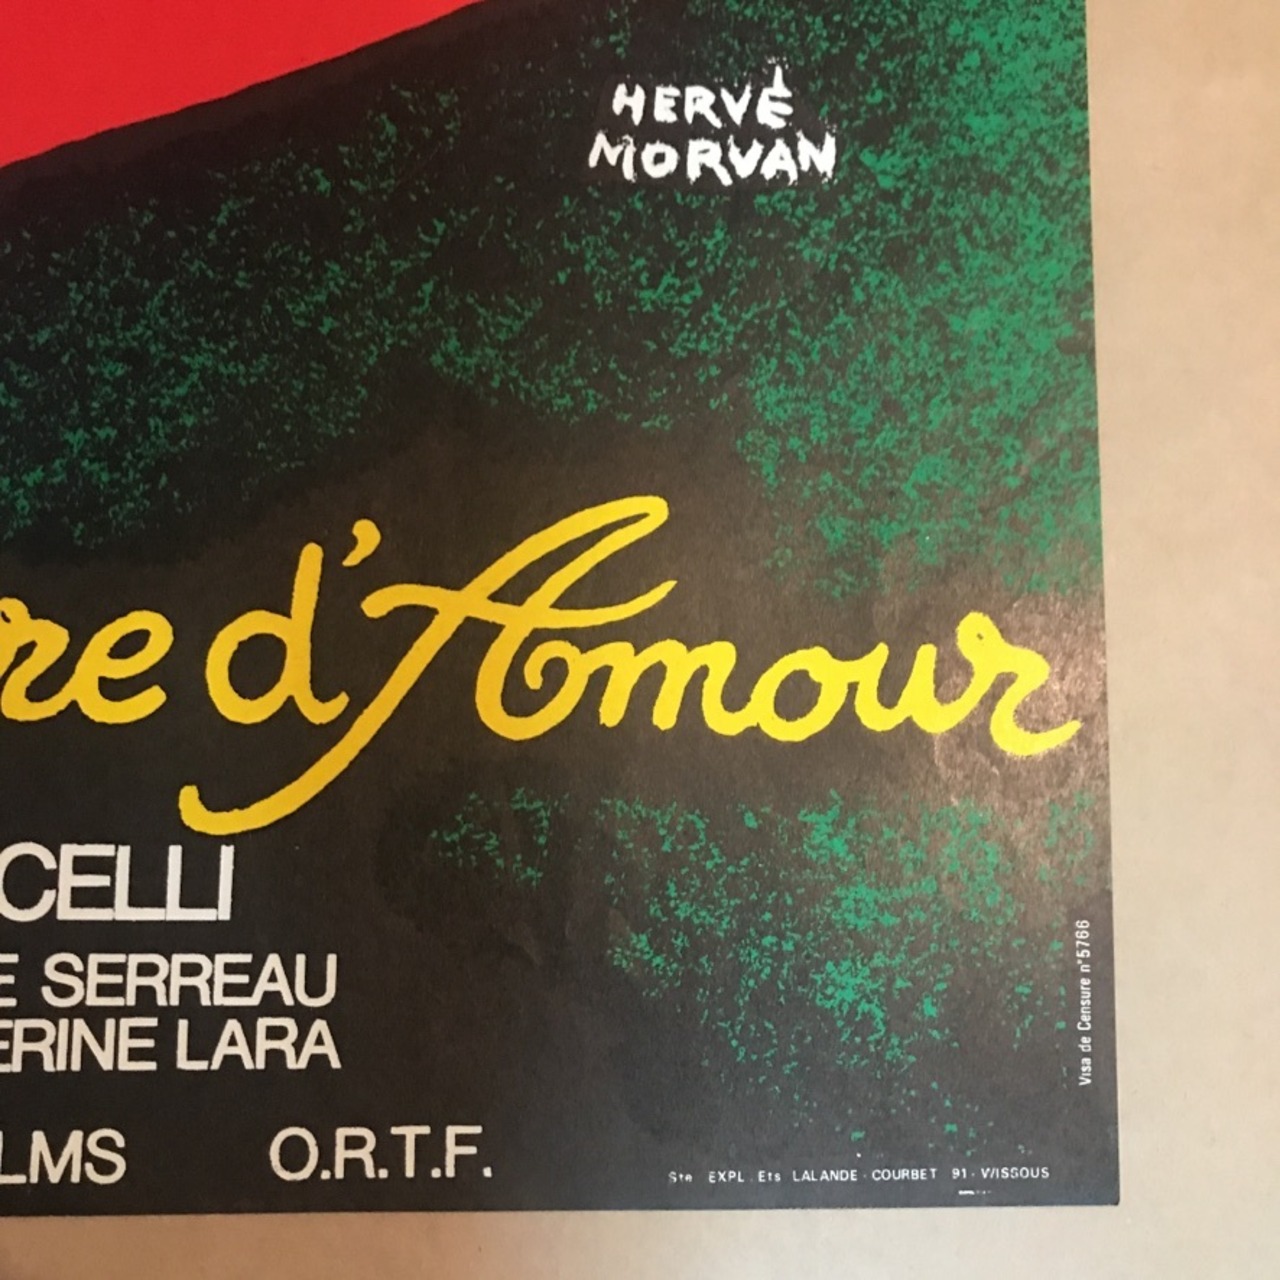 HERVÉ
MORVAN
re d'Amour
CELLI
E SERREAU
ERINE LARA
LMS O.R.T.F.
Ste EXPL. Ets LALANDE-COURBET 91-WISSOUS
Visa de Censure n°5766